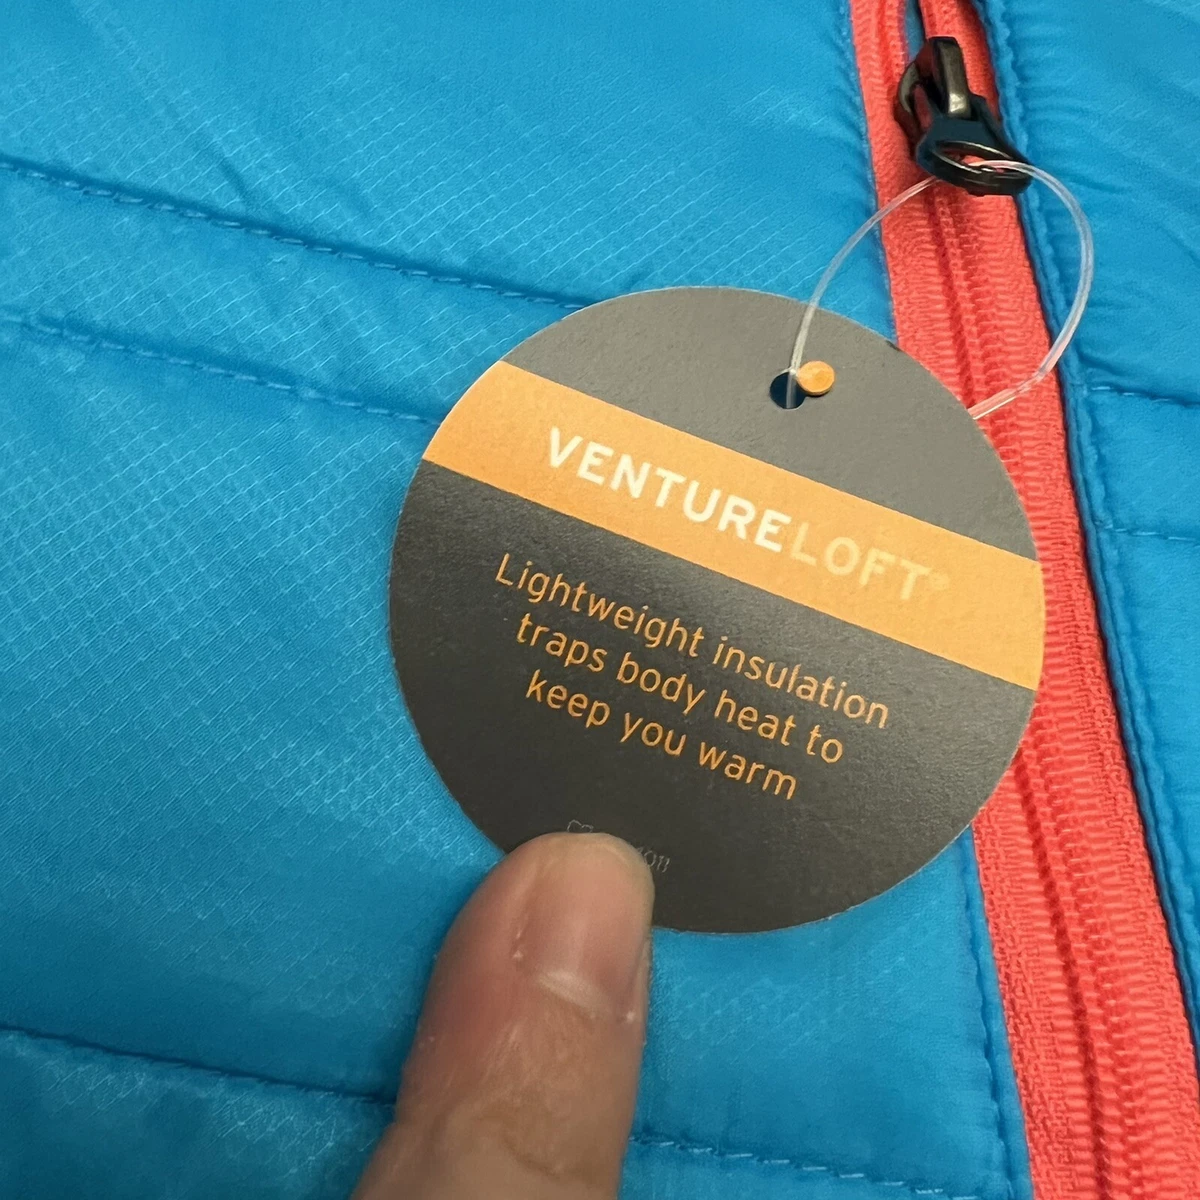 VENTURELOFT®
Lightweight insulation
traps body heat to
keep you warm